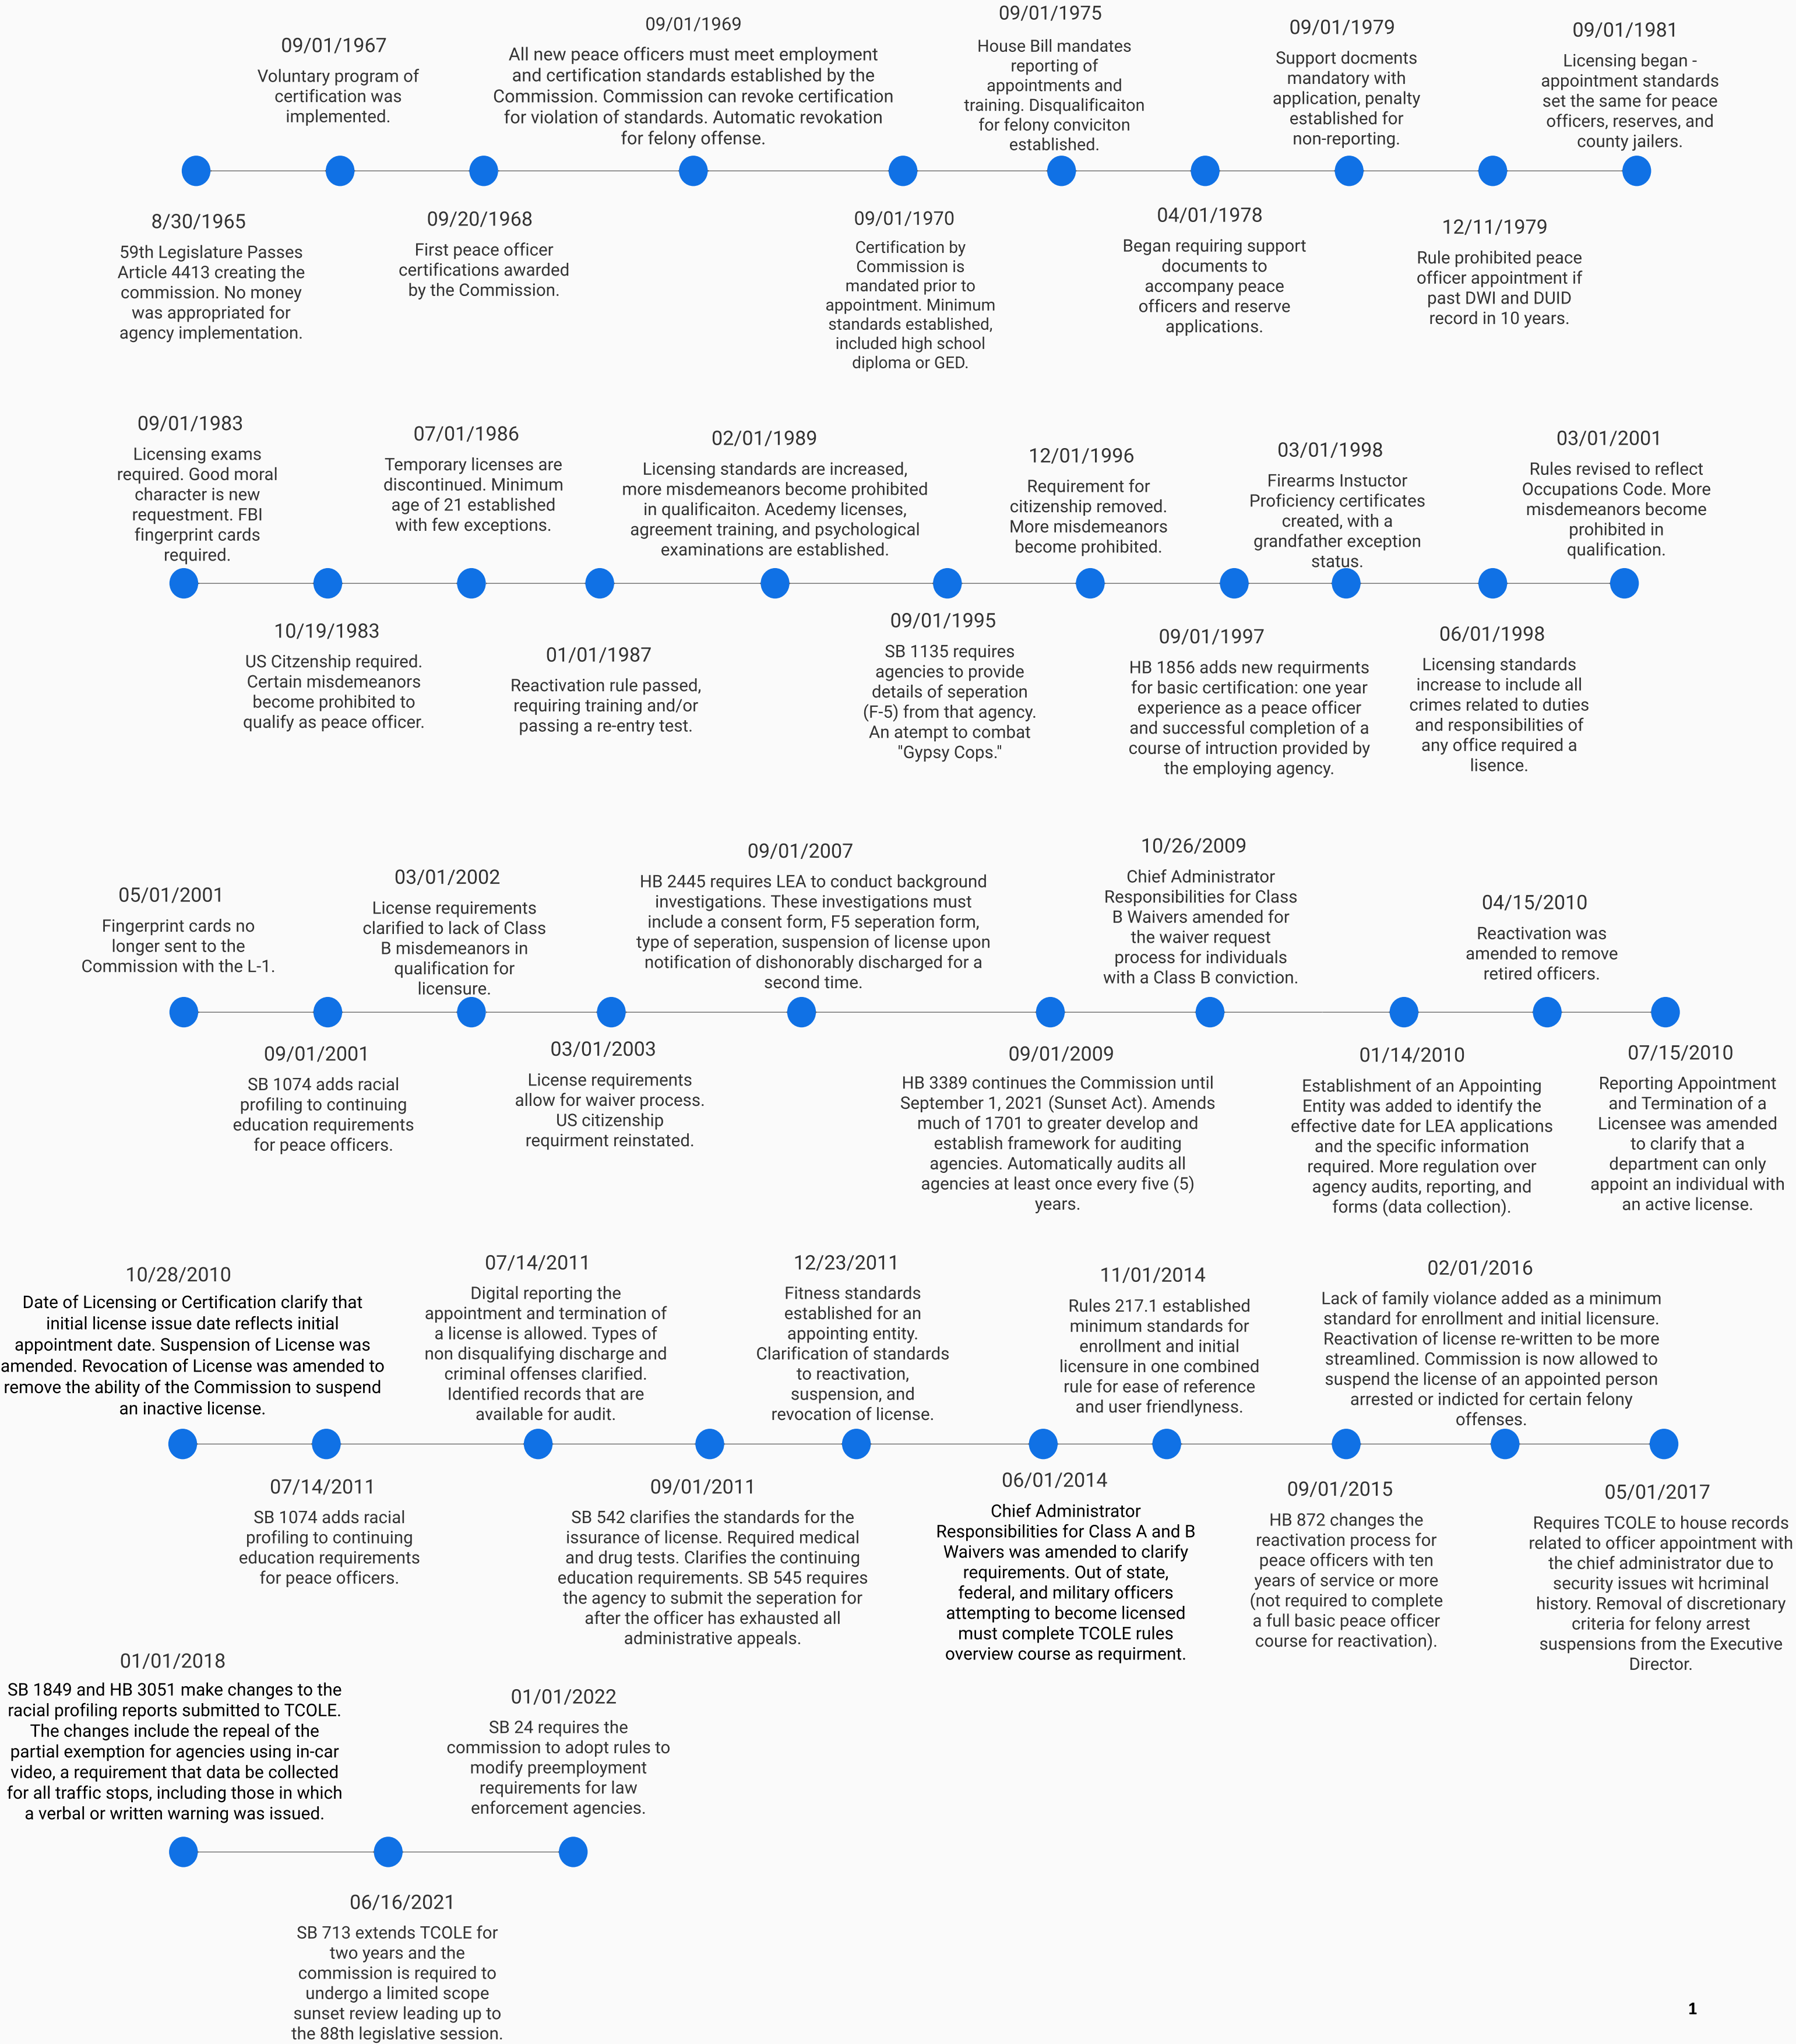 8/30/1965
59th Legislature Passes
Article 4413 creating the
commission. No money
was appropriated for
agency implementation.
09/01/1967
Voluntary program of
certification was
implemented.
09/20/1968
First peace officer
certifications awarded
by the Commission.
09/01/1969
All new peace officers must meet employment
and certification standards established by the
Commission. Commission can revoke certification
for violation of standards. Automatic revokation
for felony offense.
09/01/1970
Certification by
Commission is
mandated prior to
appointment. Minimum
standards established,
included high school
diploma or GED.
09/01/1975
House Bill mandates
reporting of
appointments and
training. Disqualificaiton
for felony conviciton
established.
04/01/1978
Began requiring support
documents to
accompany peace
officers and reserve
applications.
09/01/1979
Support docments
mandatory with
application, penalty
established for
non-reporting.
12/11/1979
Rule prohibited peace
officer appointment if
past DWI and DUID
record in 10 years.
09/01/1981
Licensing began -
appointment standards
set the same for peace
officers, reserves, and
county jailers.
09/01/1983
Licensing exams
required. Good moral
character is new
requestment. FBI
fingerprint cards
required.
10/19/1983
US Citzenship required.
Certain misdemeanors
become prohibited to
qualify as peace officer.
07/01/1986
Temporary licenses are
discontinued. Minimum
age of 21 established
with few exceptions.
01/01/1987
Reactivation rule passed,
requiring training and/or
passing a re-entry test.
02/01/1989
Licensing standards are increased,
more misdemeanors become prohibited
in qualificaiton. Acedemy licenses,
agreement training, and psychological
examinations are established.
09/01/1995
SB 1135 requires
agencies to provide
details of seperation
(F-5) from that agency.
An atempt to combat
"Gypsy Cops."
12/01/1996
Requirement for
citizenship removed.
More misdemeanors
become prohibited.
09/01/1997
HB 1856 adds new requirments
for basic certification: one year
experience as a peace officer
and successful completion of a
course of intruction provided by
the employing agency.
03/01/1998
Firearms Instuctor
Proficiency certificates
created, with a
grandfather exception
status.
06/01/1998
Licensing standards
increase to include all
crimes related to duties
and responsibilities of
any office required a
lisence.
03/01/2001
Rules revised to reflect
Occupations Code. More
misdemeanors become
prohibited in
qualification.
05/01/2001
Fingerprint cards no
longer sent to the
Commission with the L-1.
09/01/2001
SB 1074 adds racial
profiling to continuing
education requirements
for peace officers.
03/01/2002
License requirements
clarified to lack of Class
B misdemeanors in
qualification for
licensure.
03/01/2003
License requirements
allow for waiver process.
US citizenship
requirment reinstated.
09/01/2007
HB 2445 requires LEA to conduct background
investigations. These investigations must
include a consent form, F5 seperation form,
type of seperation, suspension of license upon
notification of dishonorably discharged for a
second time.
09/01/2009
HB 3389 continues the Commission until
September 1, 2021 (Sunset Act). Amends
much of 1701 to greater develop and
establish framework for auditing
agencies. Automatically audits all
agencies at least once every five (5)
years.
10/26/2009
Chief Administrator
Responsibilities for Class
B Waivers amended for
the waiver request
process for individuals
with a Class B conviction.
01/14/2010
Establishment of an Appointing
Entity was added to identify the
effective date for LEA applications
and the specific information
required. More regulation over
agency audits, reporting, and
forms (data collection).
04/15/2010
Reactivation was
amended to remove
retired officers.
07/15/2010
Reporting Appointment
and Termination of a
Licensee was amended
to clarify that a
department can only
appoint an individual with
an active license.
10/28/2010
Date of Licensing or Certification clarify that
initial license issue date reflects initial
appointment date. Suspension of License was
amended. Revocation of License was amended to
remove the ability of the Commission to suspend
an inactive license.
07/14/2011
SB 1074 adds racial
profiling to continuing
education requirements
for peace officers.
07/14/2011
Digital reporting the
appointment and termination of
a license is allowed. Types of
non disqualifying discharge and
criminal offenses clarified.
Identified records that are
available for audit.
09/01/2011
SB 542 clarifies the standards for the
issurance of license. Required medical
and drug tests. Clarifies the continuing
education requirements. SB 545 requires
the agency to submit the seperation for
after the officer has exhausted all
administrative appeals.
12/23/2011
Fitness standards
established for an
appointing entity.
Clarification of standards
to reactivation,
suspension, and
revocation of license.
06/01/2014
Chief Administrator
Responsibilities for Class A and B
Waivers was amended to clarify
requirements. Out of state,
federal, and military officers
attempting to become licensed
must complete TCOLE rules
overview course as requirment.
11/01/2014
Rules 217.1 established
minimum standards for
enrollment and initial
licensure in one combined
rule for ease of reference
and user friendlyness.
09/01/2015
HB 872 changes the
reactivation process for
peace officers with ten
years of service or more
(not required to complete
a full basic peace officer
course for reactivation).
02/01/2016
Lack of family violance added as a minimum
standard for enrollment and initial licensure.
Reactivation of license re-written to be more
streamlined. Commission is now allowed to
suspend the license of an appointed person
arrested or indicted for certain felony
offenses.
05/01/2017
Requires TCOLE to house records
related to officer appointment with
the chief administrator due to
security issues wit hcriminal
history. Removal of discretionary
criteria for felony arrest
suspensions from the Executive
Director.
01/01/2018
SB 1849 and HB 3051 make changes to the
racial profiling reports submitted to TCOLE.
The changes include the repeal of the
partial exemption for agencies using in-car
video, a requirement that data be collected
for all traffic stops, including those in which
a verbal or written warning was issued.
06/16/2021
SB 713 extends TCOLE for
two years and the
commission is required to
undergo a limited scope
sunset review leading up to
the 88th legislative session.
01/01/2022
SB 24 requires the
commission to adopt rules to
modify preemployment
requirements for law
enforcement agencies.
1